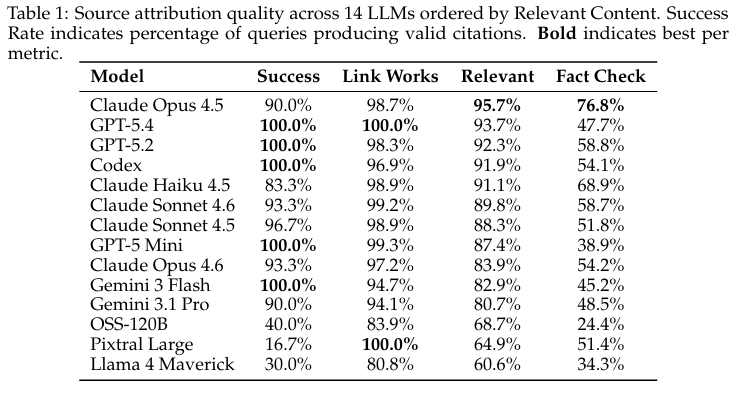 Table 1: Source attribution quality across 14 LLMs ordered by Relevant Content. Success
Rate indicates percentage of queries producing valid citations. Bold indicates best per
metric.
Model Success Link Works Relevant Fact Check
Claude Opus 4.5 90.0% 98.7% 95.7% 76.8%
GPT-5.4 100.0% 100.0% 93.7% 47.7%
GPT-5.2 100.0% 98.3% 92.3% 58.8%
Codex 100.0% 96.9% 91.9% 54.1%
Claude Haiku 4.5 83.3% 98.9% 91.1% 68.9%
Claude Sonnet 4.6 93.3% 99.2% 89.8% 58.7%
Claude Sonnet 4.5 96.7% 98.9% 88.3% 51.8%
GPT-5 Mini 100.0% 99.3% 87.4% 38.9%
Claude Opus 4.6 93.3% 97.2% 83.9% 54.2%
Gemini 3 Flash 100.0% 94.7% 82.9% 45.2%
Gemini 3.1 Pro 90.0% 94.1% 80.7% 48.5%
OSS-120B 40.0% 83.9% 68.7% 24.4%
Pixtral Large 16.7% 100.0% 64.9% 51.4%
Llama 4 Maverick 30.0% 80.8% 60.6% 34.3%